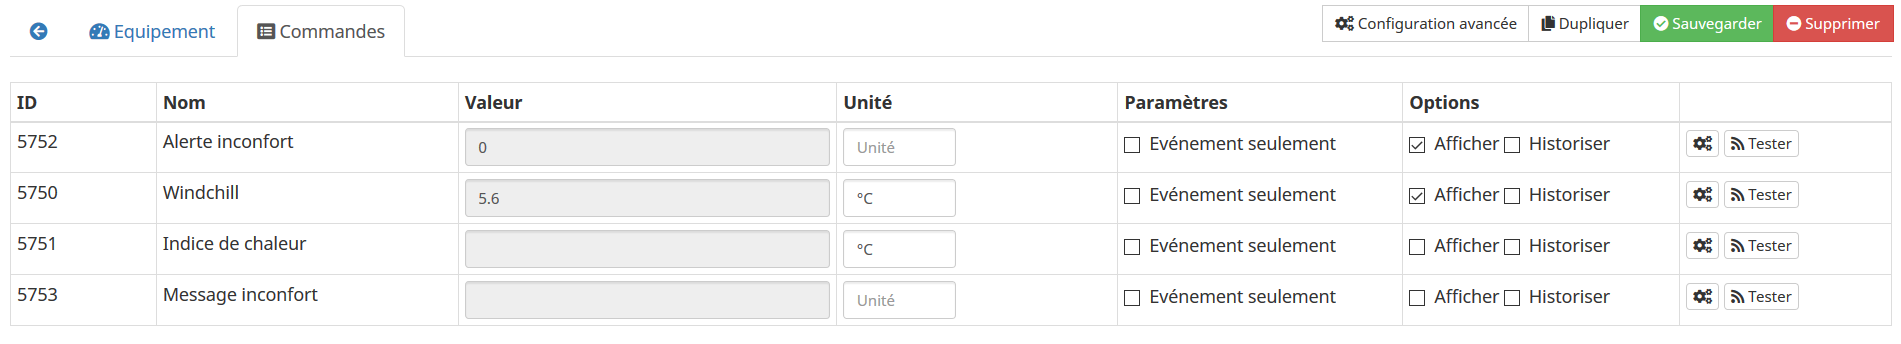 Equipement Commandes Configuration avancée Dupliquer Sauvegarder Supprimer
ID Nom Valeur Unité Paramètres Options
5752 Alerte inconfort 0 Unité Evénement seulement Afficher Historiser Tester
5750 Windchill 5.6 °C Evénement seulement Afficher Historiser Tester
5751 Indice de chaleur °C Evénement seulement Afficher Historiser Tester
5753 Message inconfort Unité Evénement seulement Afficher Historiser Tester